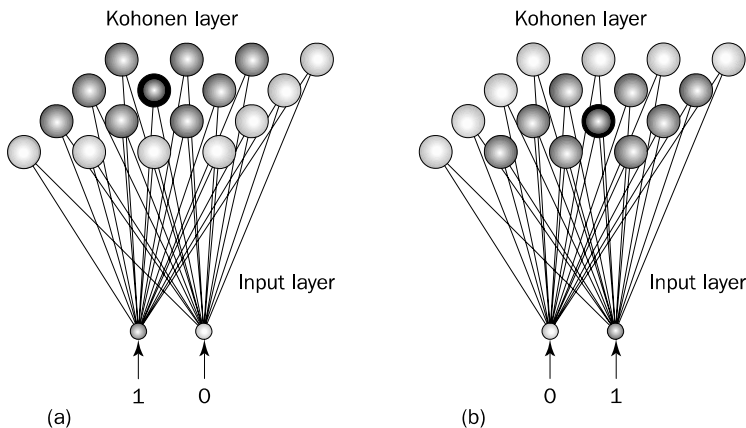 Kohonen layer
Input layer
1 0
(a)
Kohonen layer
Input layer
0 1
(b)